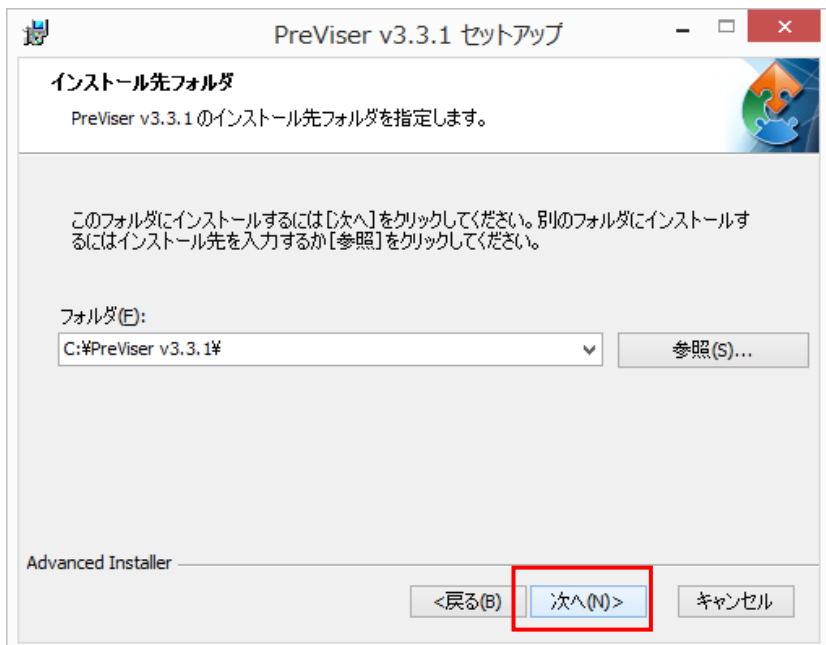 PreViser v3.3.1 セットアップ
インストール先フォルダ
PreViser v3.3.1 のインストール先フォルダを指定します。
このフォルダにインストールするには[次へ]をクリックしてください。別のフォルダにインストールす
るにはインストール先を入力するか[参照]をクリックしてください。
フォルダ(F):
C:¥PreViser v3.3.1¥
参照(S)...
Advanced Installer
<戻る(B)
次へ(N)>
キャンセル